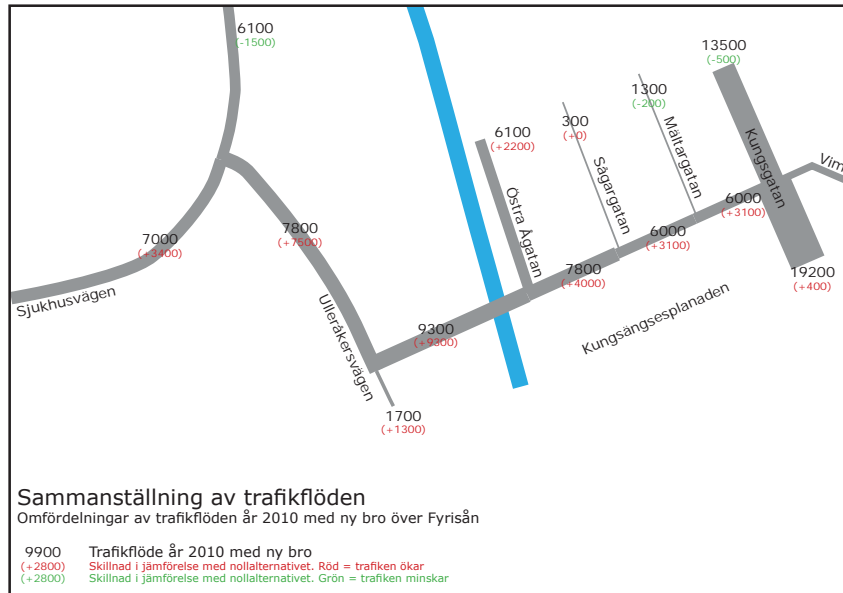 6100
(-1500)
13500
(-500)
1300
(-200)
300
(+0)
6100
(+2200)
Mältargatan
Kungsgatan
Sågargatan
Östra Ågatan
Vim
6000
(+3100)
6000
(+3100)
7800
(+7500)
7000
(+3400)
7800
(+4000)
19200
(+400)
Sjukhusvägen
Ulleråkersvägen
Kungsängsesplanaden
9300
(+9300)
1700
(+1300)
Sammanställning av trafikflöden
Omfördelningar av trafikflöden år 2010 med ny bro över Fyrisån
9900 Trafikflöde år 2010 med ny bro
(+2800) Skillnad i jämförelse med nollalternativet. Röd = trafiken ökar
(+2800) Skillnad i jämförelse med nollalternativet. Grön = trafiken minskar